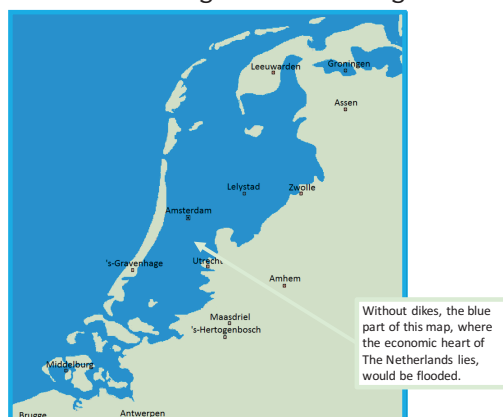 Leeuwarden
Groningen
Assen
Lelystad
Zwolle
Amsterdam
's-Gravenhage
Utrecht
Arnhem
Maasdriel
's-Hertogenbosch
Middelburg
Brugge
Antwerpen
Without dikes, the blue
part of this map, where
the economic heart of
The Netherlands lies,
would be flooded.